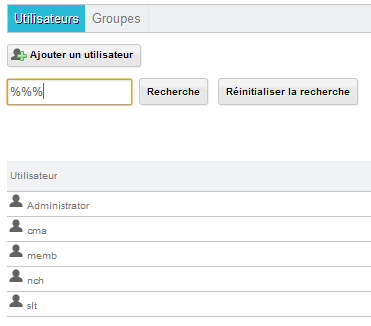 Utilisateurs Groupes
Ajouter un utilisateur
%%% Recherche Réinitialiser la recherche
Utilisateur
Administrator
cma
memb
nch
slt